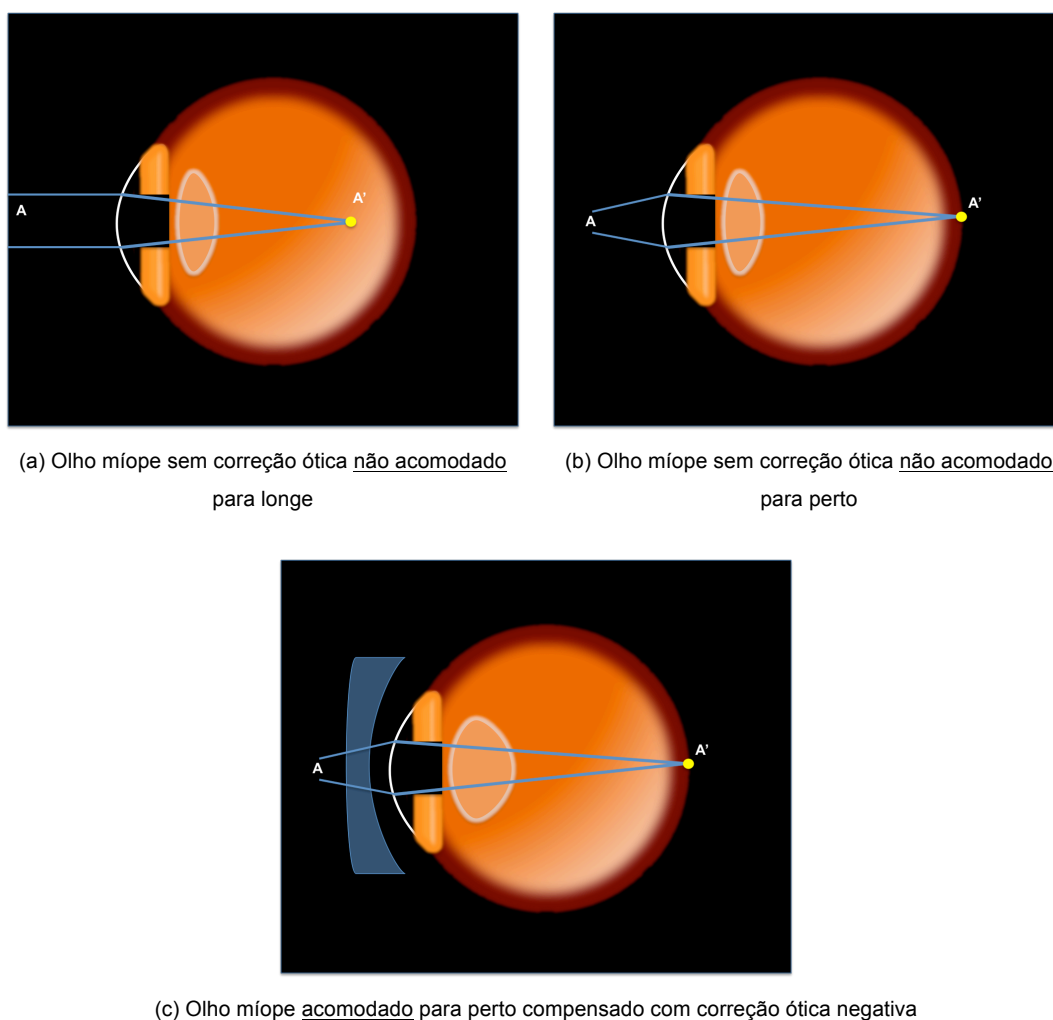 A
A'
A
A'
(a) Olho míope sem correção ótica não acomodado
para longe
(b) Olho míope sem correção ótica não acomodado
para perto
A
A'
(c) Olho míope acomodado para perto compensado com correção ótica negativa